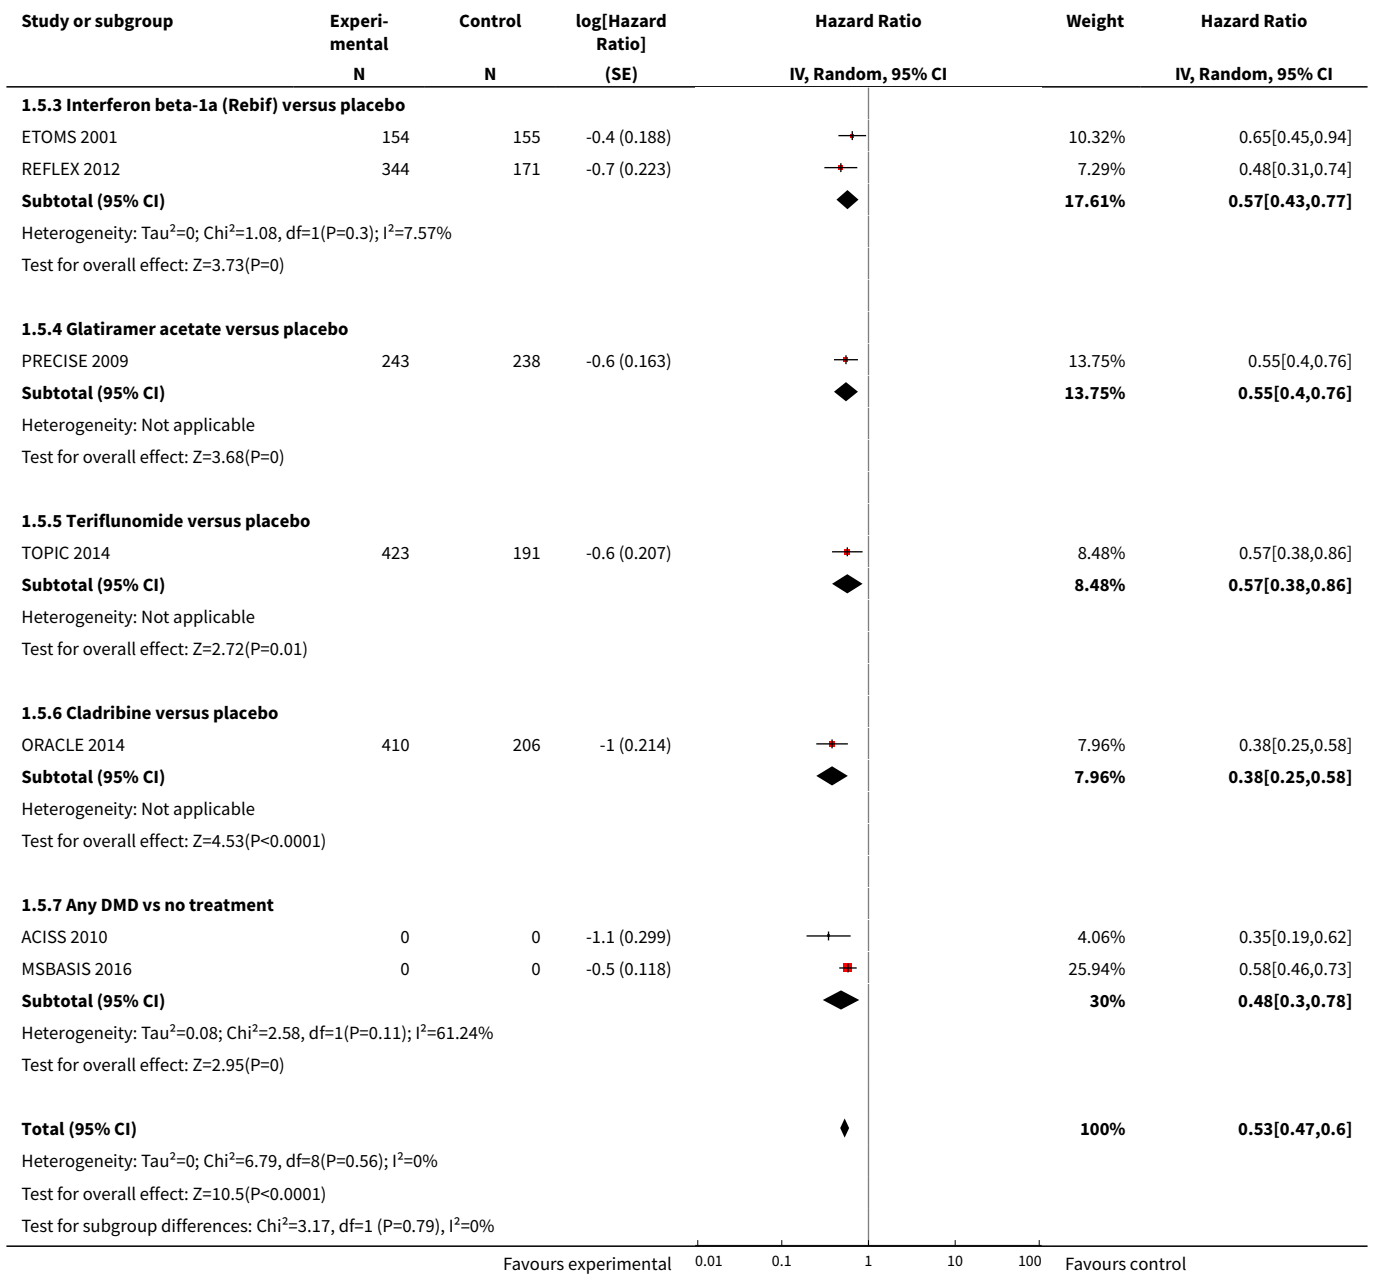 Study or subgroup Experi- Control log[Hazard Hazard Ratio Weight Hazard Ratio
mental Ratio]
N N (SE) IV, Random, 95% CI IV, Random, 95% CI
1.5.3 Interferon beta-1a (Rebif) versus placebo
ETOMS 2001 154 155 -0.4 (0.188) 10.32% 0.65[0.45,0.94]
REFLEX 2012 344 171 -0.7 (0.223) 7.29% 0.48[0.31,0.74]
Subtotal (95% CI) 17.61% 0.57[0.43,0.77]
Heterogeneity: Tau²=0; Chi²=1.08, df=1(P=0.3); I²=7.57%
Test for overall effect: Z=3.73(P=0)
1.5.4 Glatiramer acetate versus placebo
PRECISE 2009 243 238 -0.6 (0.163) 13.75% 0.55[0.4,0.76]
Subtotal (95% CI) 13.75% 0.55[0.4,0.76]
Heterogeneity: Not applicable
Test for overall effect: Z=3.68(P=0)
1.5.5 Teriflunomide versus placebo
TOPIC 2014 423 191 -0.6 (0.207) 8.48% 0.57[0.38,0.86]
Subtotal (95% CI) 8.48% 0.57[0.38,0.86]
Heterogeneity: Not applicable
Test for overall effect: Z=2.72(P=0.01)
1.5.6 Cladribine versus placebo
ORACLE 2014 410 206 -1 (0.214) 7.96% 0.38[0.25,0.58]
Subtotal (95% CI) 7.96% 0.38[0.25,0.58]
Heterogeneity: Not applicable
Test for overall effect: Z=4.53(P<0.0001)
1.5.7 Any DMD vs no treatment
ACISS 2010 0 0 -1.1 (0.299) 4.06% 0.35[0.19,0.62]
MSBASIS 2016 0 0 -0.5 (0.118) 25.94% 0.58[0.46,0.73]
Subtotal (95% CI) 30% 0.48[0.3,0.78]
Heterogeneity: Tau²=0.08; Chi²=2.58, df=1(P=0.11); I²=61.24%
Test for overall effect: Z=2.95(P=0)
Total (95% CI) 100% 0.53[0.47,0.6]
Heterogeneity: Tau²=0; Chi²=6.79, df=8(P=0.56); I²=0%
Test for overall effect: Z=10.5(P<0.0001)
Test for subgroup differences: Chi²=3.17, df=1 (P=0.79), I²=0%
Favours experimental 0.01 0.1 1 10 100 Favours control